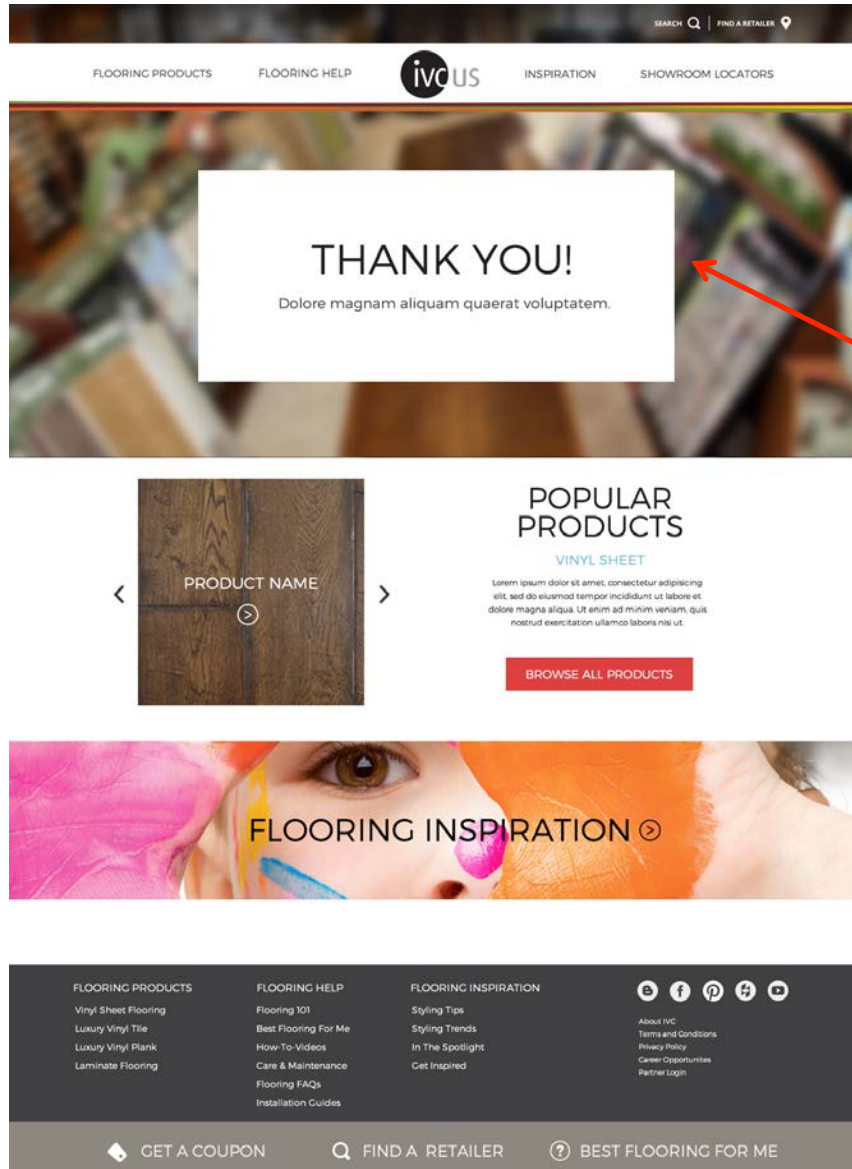 SEARCH
FIND A RETAILER
FLOORING PRODUCTS
FLOORING HELP
ivcus
INSPIRATION
SHOWROOM LOCATORS
THANK YOU!
Dolore magnam aliquam quaerat voluptatem.
PRODUCT NAME
POPULAR
PRODUCTS
VINYL SHEET
Lorem ipsum dolor sit amet, consectetur adipisicing
elit, sed do eiusmod tempor incididunt ut labore et
dolore magna aliqua. Ut enim ad minim veniam, quis
nostrud exercitation ullamco laboris nisi ut.
BROWSE ALL PRODUCTS
FLOORING INSPIRATION
FLOORING PRODUCTS
Vinyl Sheet Flooring
Luxury Vinyl Tile
Luxury Vinyl Plank
Laminate Flooring
FLOORING HELP
Flooring 101
Best Flooring For Me
How-To-Videos
Care & Maintenance
Flooring FAQs
Installation Guides
FLOORING INSPIRATION
Styling Tips
Styling Trends
In The Spotlight
Get Inspired
About IVC
Terms and Conditions
Privacy Policy
Career Opportunities
Partner Login
GET A COUPON
FIND A RETAILER
BEST FLOORING FOR ME